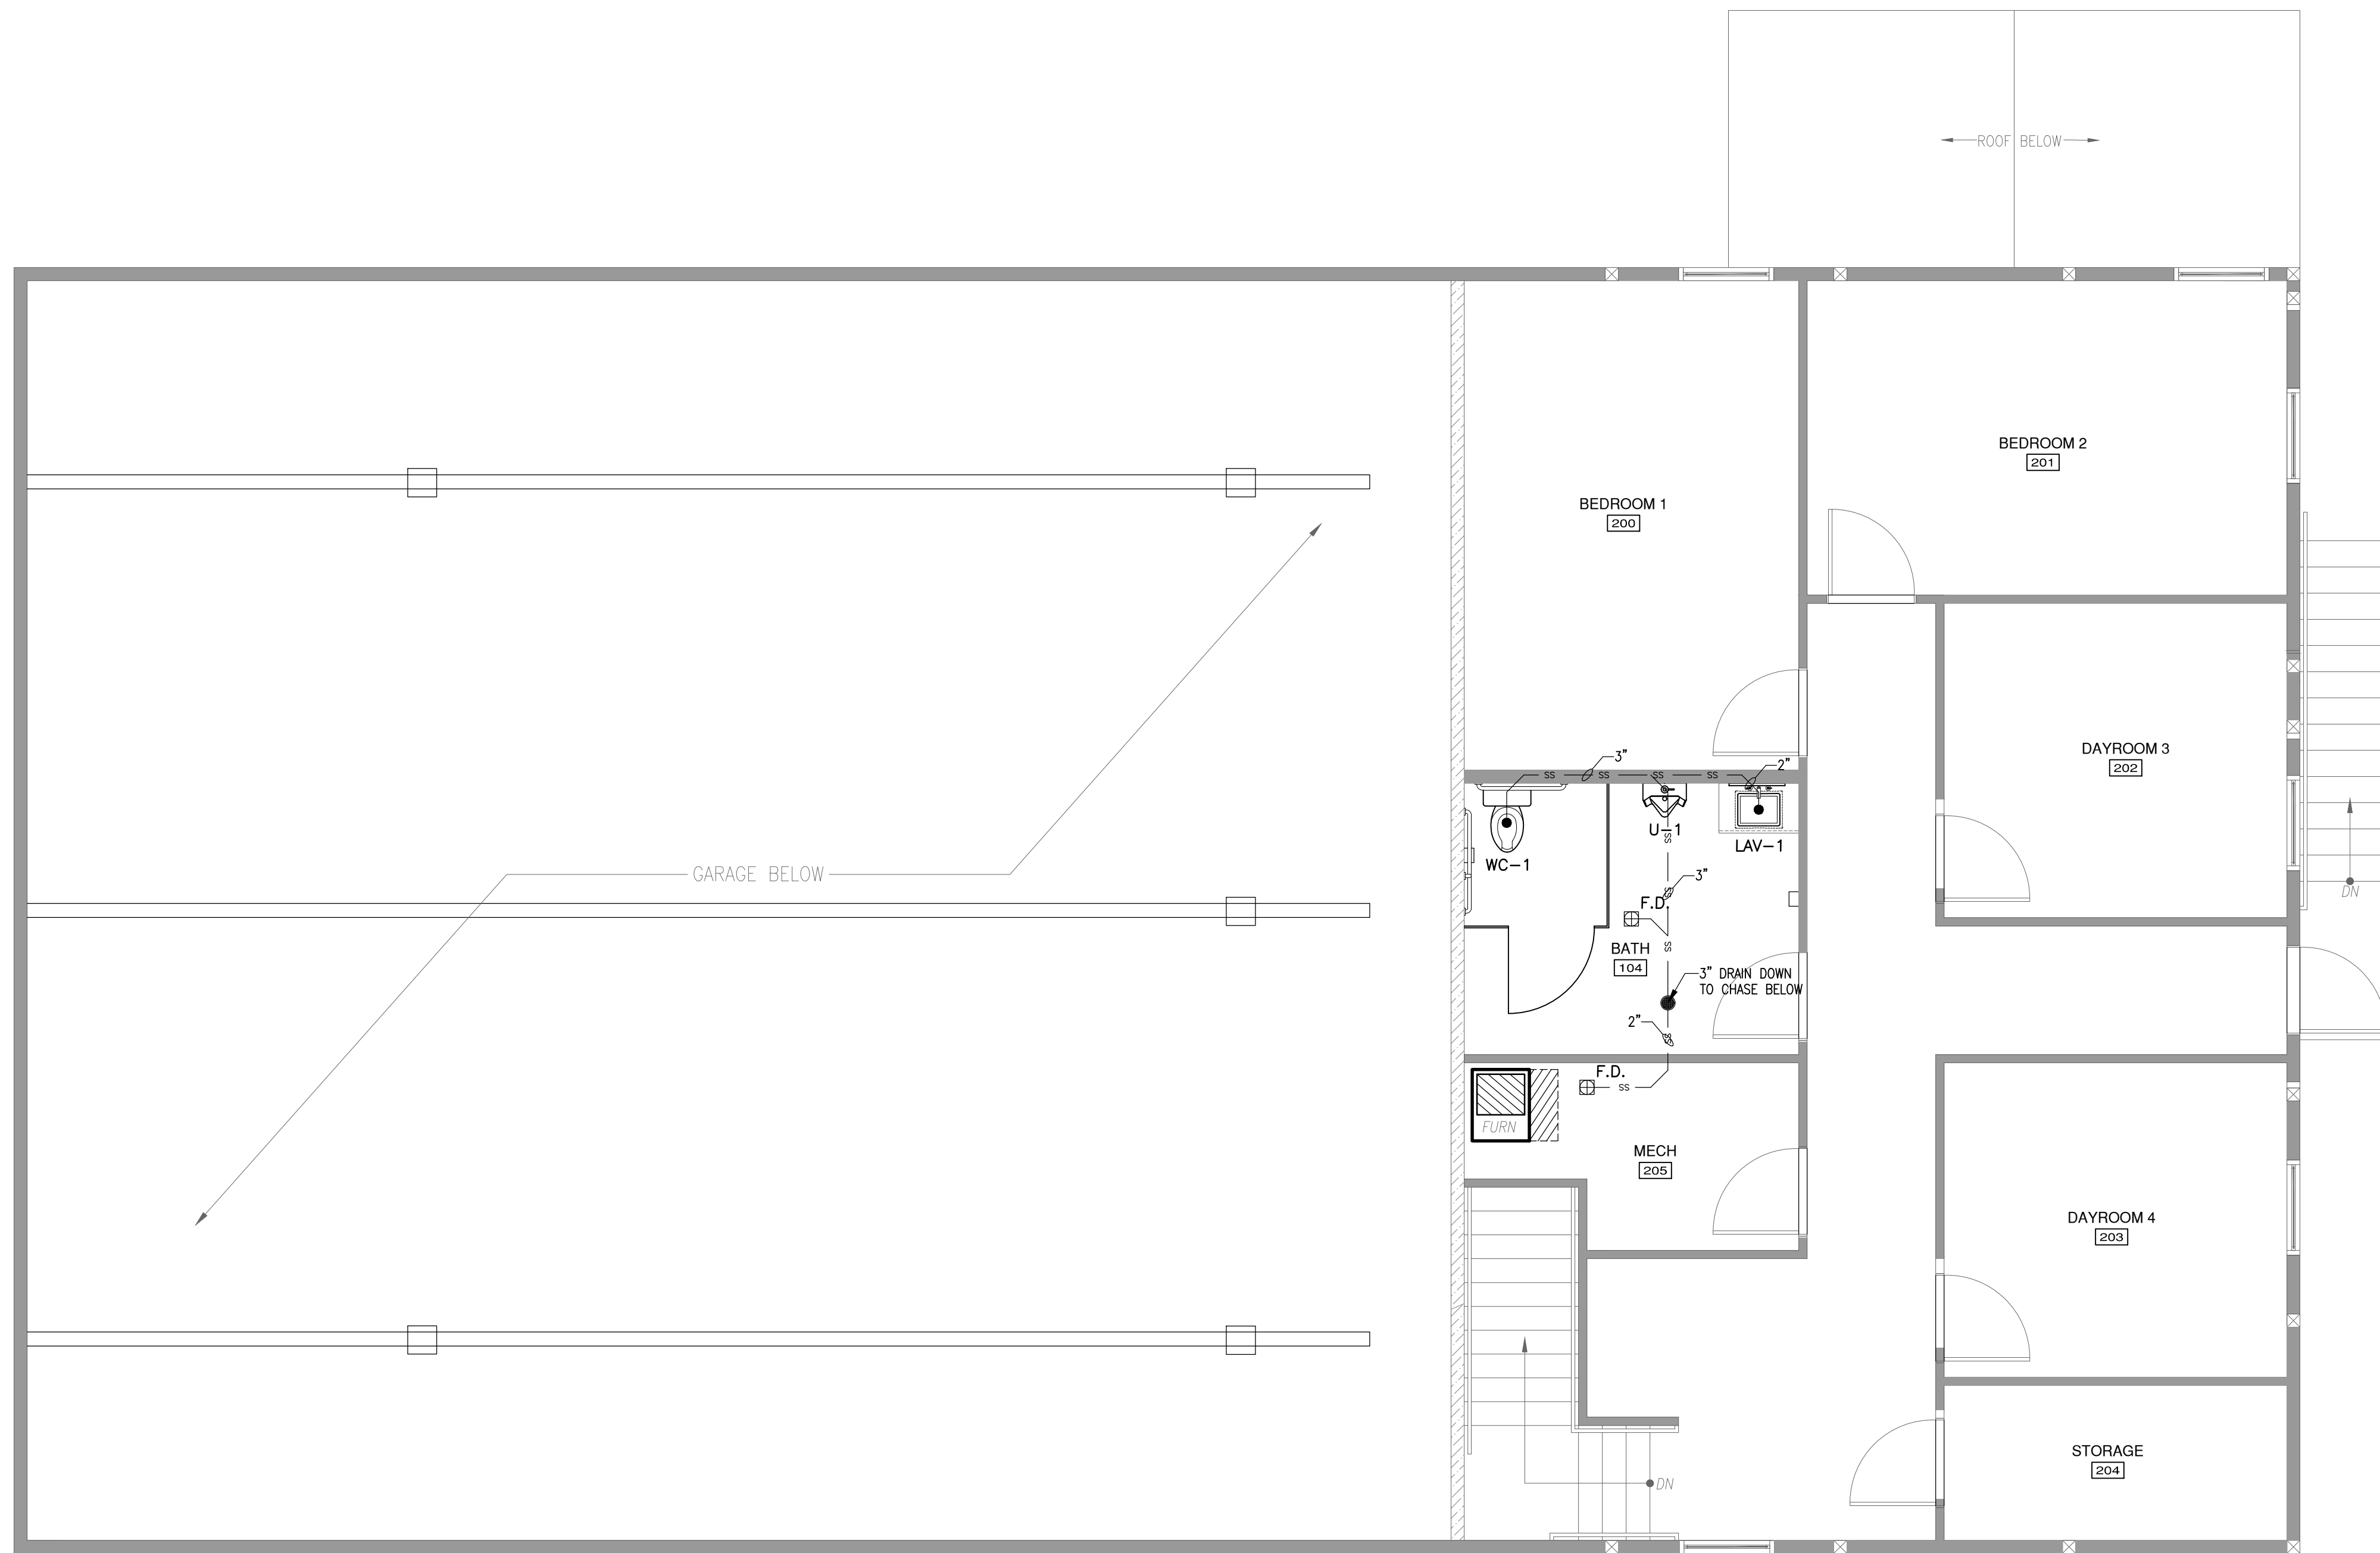 ROOF BELOW
BEDROOM 2
201
BEDROOM 1
200
DAYROOM 3
202
3"
2"
SS
SS
SS
SS
U-1
SS
LAV-1
WC-1
GARAGE BELOW
3"
SS
F.D.
DN
BATH
SS
104
3" DRAIN DOWN
TO CHASE BELOW
2"
SS
F.D.
SS
FURN
MECH
205
DAYROOM 4
203
STORAGE
204
DN